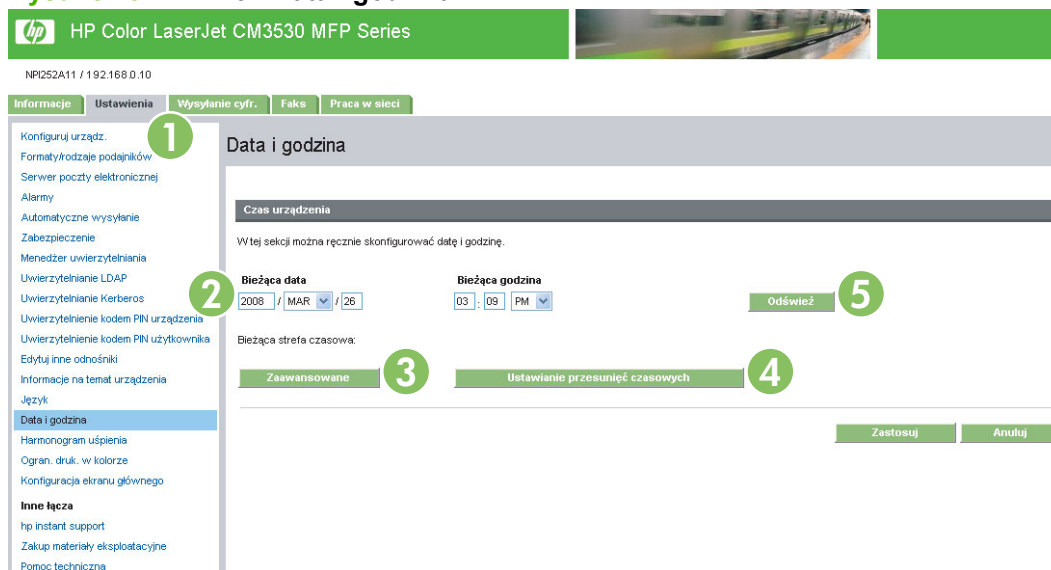 hp HP Color LaserJet CM3530 MFP Series
NPI252A11 / 192.168.0.10
Informacje Ustawienia Wysyłanie cyfr. Faks Praca w sieci
1
Konfiguruj urządz.
Formaty/rodzaje podajników
Serwer poczty elektronicznej
Alarmy
Automatyczne wysyłanie
Zabezpieczenie
Menedżer uwierzytelniania
Uwierzytelnianie LDAP
Uwierzytelnianie Kerberos
Uwierzytelnienie kodem PIN urządzenia
Uwierzytelnienie kodem PIN użytkownika
Edytuj inne odnośniki
Informacje na temat urządzenia
Język
Data i godzina
Harmonogram uśpienia
Ogran. druk. w kolorze
Konfiguracja ekranu głównego
Inne łącza
hp instant support
Zakup materiały eksploatacyjne
Pomoc techniczna
Data i godzina
Czas urządzenia
W tej sekcji można ręcznie skonfigurować datę i godzinę.
2
Bieżąca data Bieżąca godzina
2008 / MAR / 26 03 : 09 PM Odśwież 5
Bieżąca strefa czasowa:
Zaawansowane 3 Ustawianie przesunięć czasowych 4
Zastosuj Anuluj